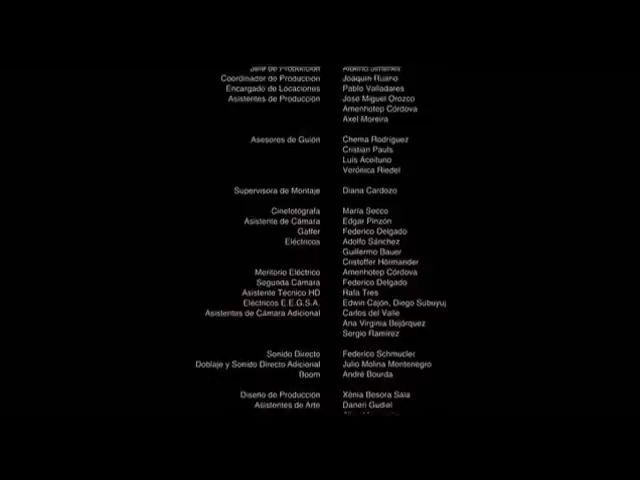 Jefe de Producción
Coordinador de Producción Joaquín Ruano
Encargado de Locaciones Pablo Valladares
Asistentes de Producción Jose Miguel Orozco
Amenhotep Córdova
Axel Moreira
Asesores de Guión Chema Rodríguez
Cristian Pauls
Luis Aceituno
Verónica Riedel
Supervisora de Montaje Diana Cardozo
Cinefotógrafa María Secco
Asistente de Cámara Edgar Pinzón
Gaffer Federico Delgado
Eléctricos Adolfo Sánchez
Guillermo Bauer
Cristoffer Hörmander
Meritorio Eléctrico Amenhotep Córdova
Segunda Cámara Federico Delgado
Asistente Técnico HD Rafa Tres
Eléctricos E.E.G.S.A. Edwin Cajón, Diego Subuyuj
Asistentes de Cámara Adicional Carlos del Valle
Ana Virginia Bejórquez
Sergio Ramírez
Sonido Directo Federico Schmucler
Doblaje y Sonido Directo Adicional Julio Molina Montenegro
Boom André Bourda
Diseño de Producción Xènia Besora Sala
Asistentes de Arte Daneri Gudiel